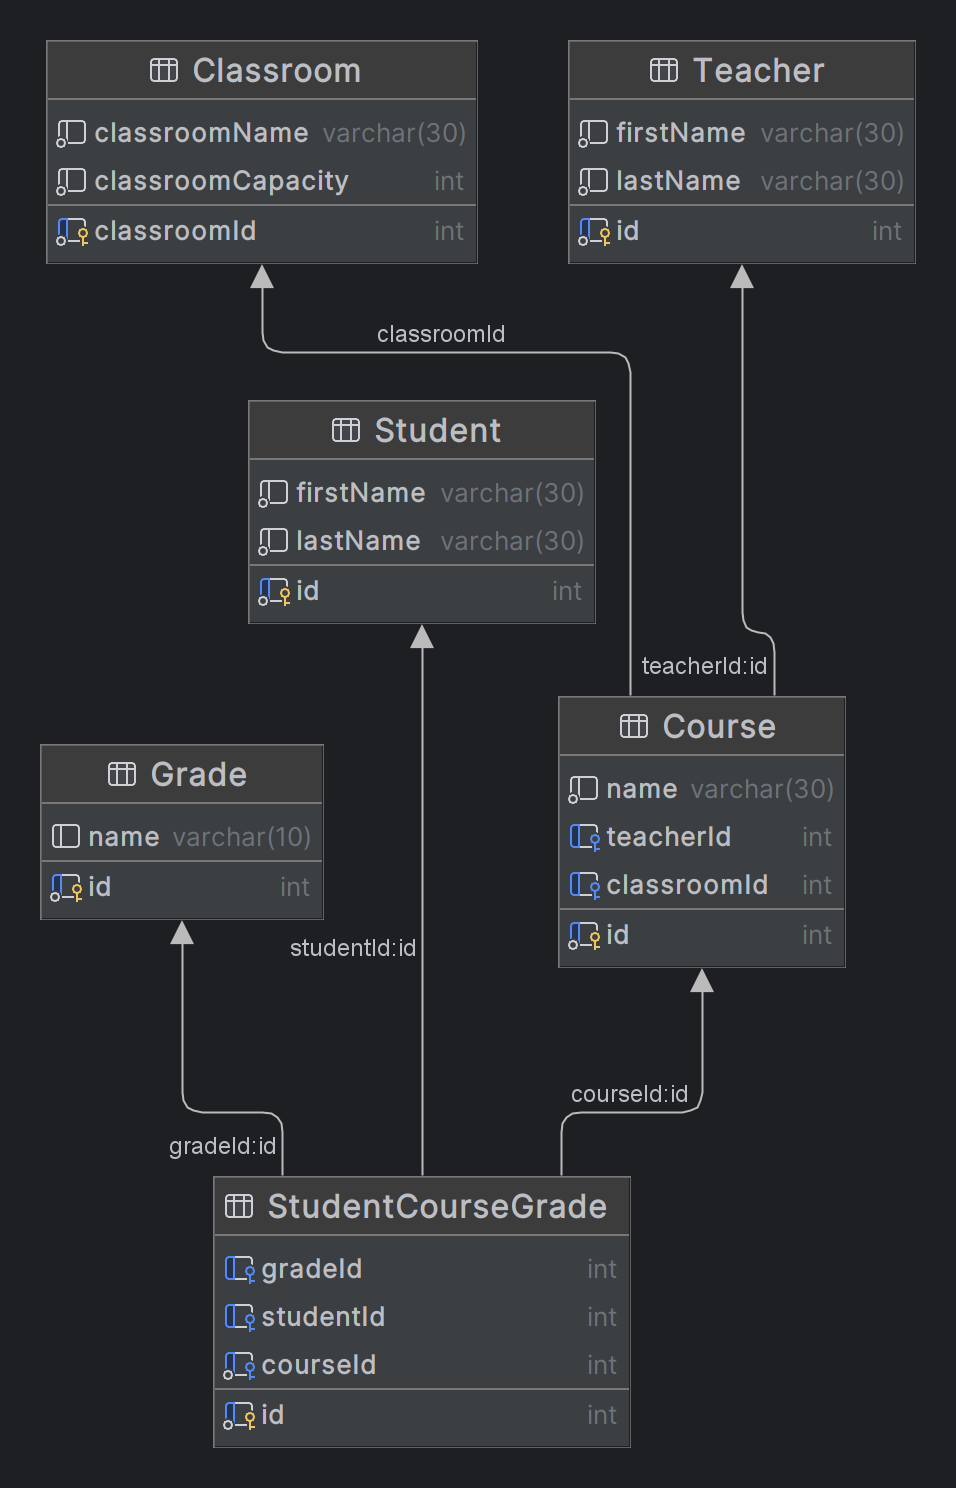 Classroom
classroomName varchar(30)
classroomCapacity int
classroomId int
Teacher
firstName varchar(30)
lastName varchar(30)
id int
classroomId
Student
firstName varchar(30)
lastName varchar(30)
id int
teacherId:id
Course
name varchar(30)
teacherId int
classroomId int
id int
Grade
name varchar(10)
id int
studentId:id
courseId:id
gradeId:id
StudentCourseGrade
gradeId int
studentId int
courseId int
id int